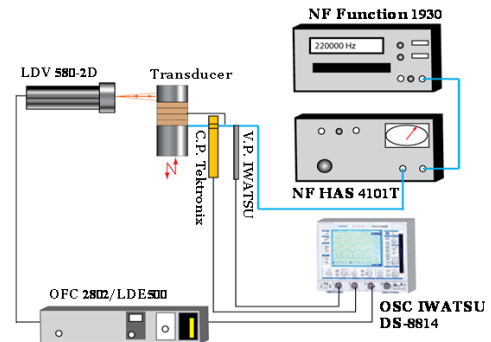 NF Function 1930
220000 Hz
LDV 580-2D
Transducer
C.P. Tektronix
V.P. IWATSU
NF HAS 4101T
OFC 2802/LDE500
OSC IWATSU
DS-8814